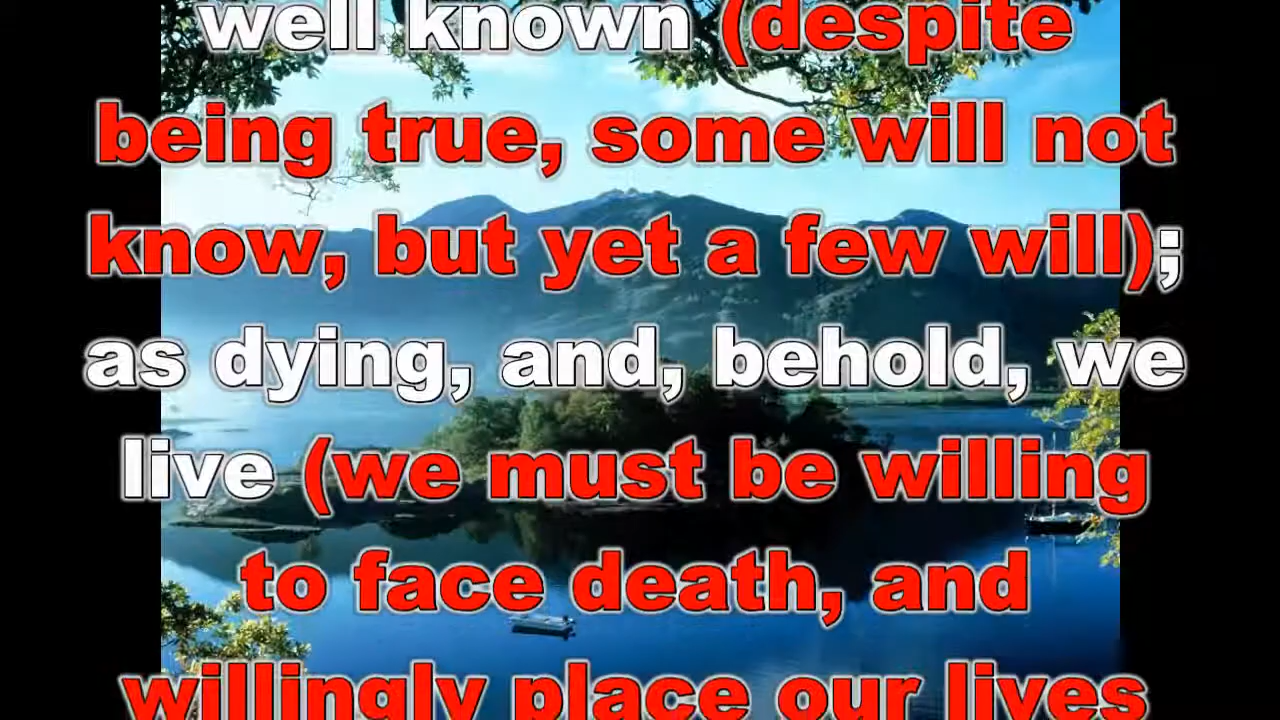 well known (despite
being true, some will not
know, but yet a few will);
as dying, and, behold, we
live (we must be willing
to face death, and
willingly place our lives